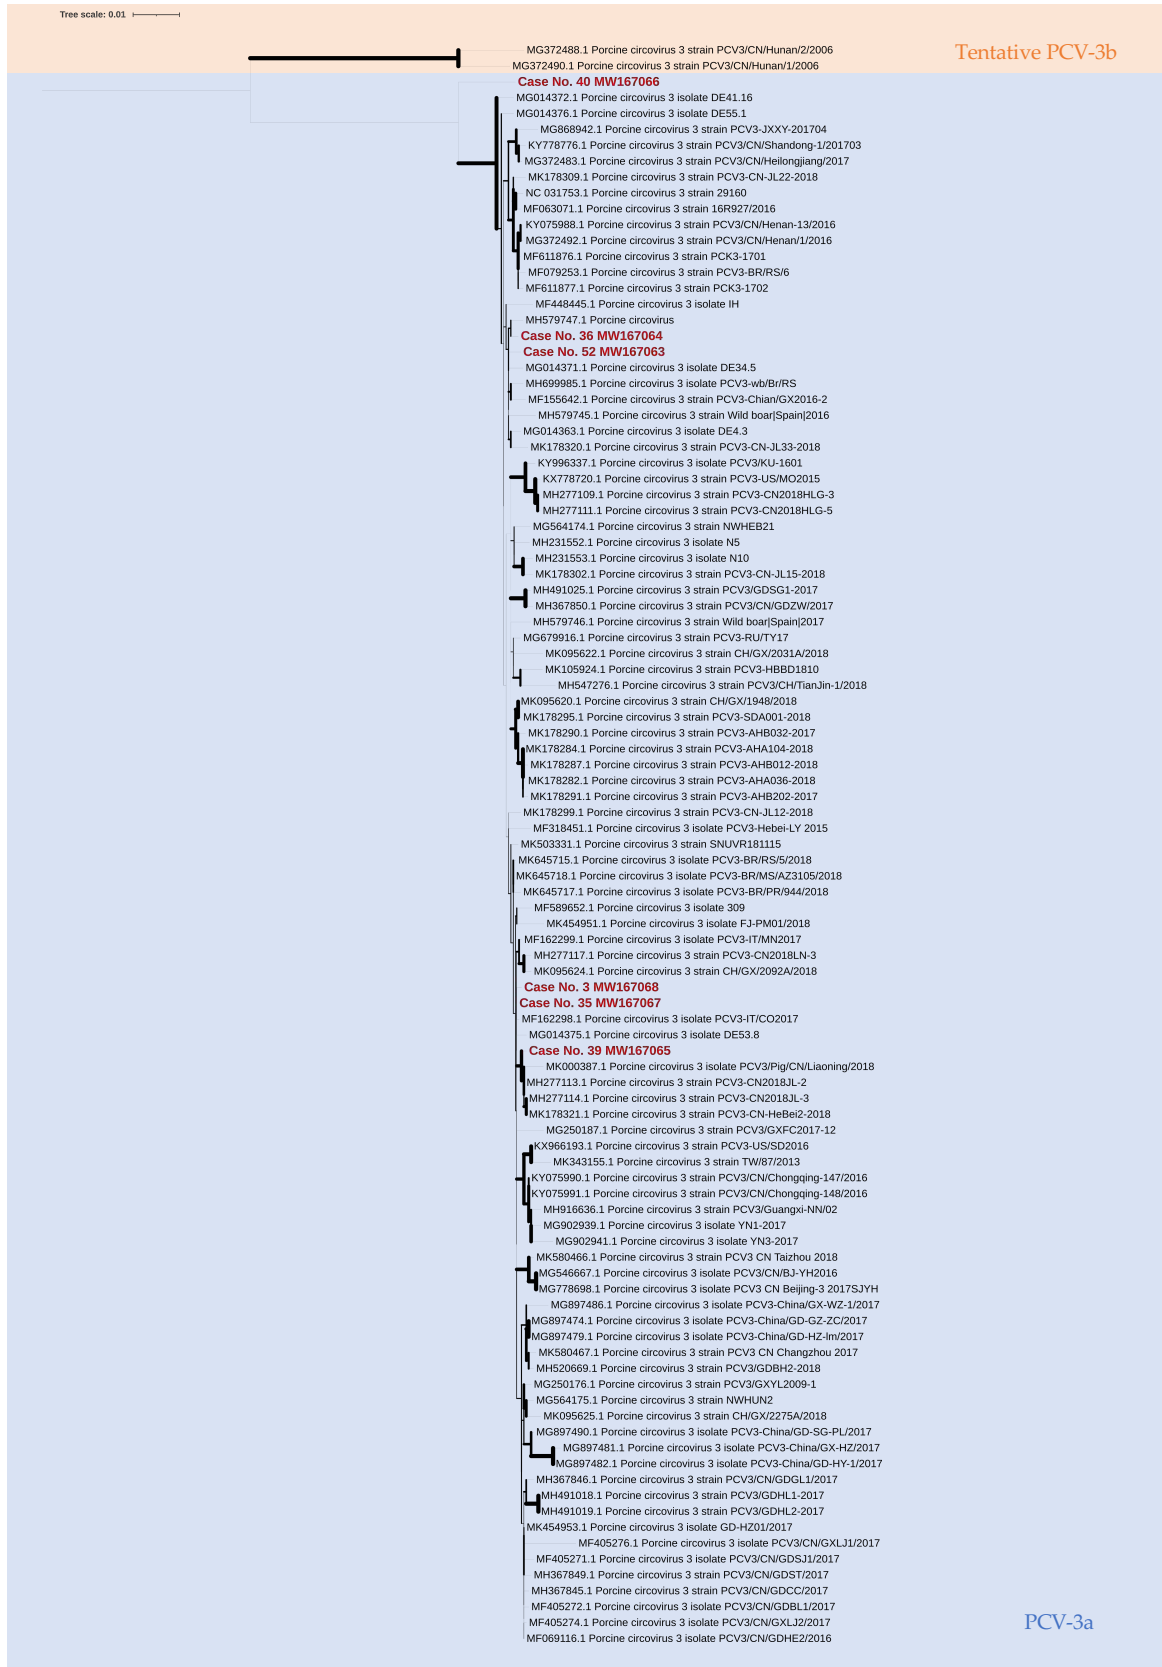 Tree scale: 0.01
MG372488.1 Porcine circovirus 3 strain PCV3/CN/Hunan/2/2006
Tentative PCV-3b
MG372490.1 Porcine circovirus 3 strain PCV3/CN/Hunan/1/2006
Case No. 40 MW167066
MG014372.1 Porcine circovirus 3 isolate DE41.16
MG014376.1 Porcine circovirus 3 isolate DE55.1
MG868942.1 Porcine circovirus 3 strain PCV3-JXXY-201704
KY778776.1 Porcine circovirus 3 strain PCV3/CN/Shandong-1/201703
MG372483.1 Porcine circovirus 3 strain PCV3/CN/Heilongjiang/2017
MK178309.1 Porcine circovirus 3 strain PCV3-CN-JL22-2018
NC 031753.1 Porcine circovirus 3 strain 29160
MF063071.1 Porcine circovirus 3 strain 16R927/2016
KY075988.1 Porcine circovirus 3 strain PCV3/CN/Henan-13/2016
MG372492.1 Porcine circovirus 3 strain PCV3/CN/Henan/1/2016
MF611876.1 Porcine circovirus 3 strain PCK3-1701
MF079253.1 Porcine circovirus 3 strain PCV3-BR/RS/6
MF611877.1 Porcine circovirus 3 strain PCK3-1702
MF448445.1 Porcine circovirus 3 isolate IH
MH579747.1 Porcine circovirus
Case No. 36 MW167064
Case No. 52 MW167063
MG014371.1 Porcine circovirus 3 isolate DE34.5
MH699985.1 Porcine circovirus 3 isolate PCV3-wb/Br/RS
MF155642.1 Porcine circovirus 3 strain PCV3-Chian/GX2016-2
MH579745.1 Porcine circovirus 3 strain Wild boar|Spain|2016
MG014363.1 Porcine circovirus 3 isolate DE4.3
MK178320.1 Porcine circovirus 3 strain PCV3-CN-JL33-2018
KY996337.1 Porcine circovirus 3 isolate PCV3/KU-1601
KX778720.1 Porcine circovirus 3 strain PCV3-US/MO2015
MH277109.1 Porcine circovirus 3 strain PCV3-CN2018HLG-3
MH277111.1 Porcine circovirus 3 strain PCV3-CN2018HLG-5
MG564174.1 Porcine circovirus 3 strain NWHEB21
MH231552.1 Porcine circovirus 3 isolate N5
MH231553.1 Porcine circovirus 3 isolate N10
MK178302.1 Porcine circovirus 3 strain PCV3-CN-JL15-2018
MH491025.1 Porcine circovirus 3 strain PCV3/GDSG1-2017
MH367850.1 Porcine circovirus 3 strain PCV3/CN/GDZW/2017
MH579746.1 Porcine circovirus 3 strain Wild boar|Spain|2017
MG679916.1 Porcine circovirus 3 strain PCV3-RU/TY17
MK095622.1 Porcine circovirus 3 strain CH/GX/2031A/2018
MK105924.1 Porcine circovirus 3 strain PCV3-HBBD1810
MH547276.1 Porcine circovirus 3 strain PCV3/CH/TianJin-1/2018
MK095620.1 Porcine circovirus 3 strain CH/GX/1948/2018
MK178295.1 Porcine circovirus 3 strain PCV3-SDA001-2018
MK178290.1 Porcine circovirus 3 strain PCV3-AHB032-2017
MK178284.1 Porcine circovirus 3 strain PCV3-AHA104-2018
MK178287.1 Porcine circovirus 3 strain PCV3-AHB012-2018
MK178282.1 Porcine circovirus 3 strain PCV3-AHA036-2018
MK178291.1 Porcine circovirus 3 strain PCV3-AHB202-2017
MK178299.1 Porcine circovirus 3 strain PCV3-CN-JL12-2018
MF318451.1 Porcine circovirus 3 isolate PCV3-Hebei-LY 2015
MK503331.1 Porcine circovirus 3 strain SNUVR181115
MK645715.1 Porcine circovirus 3 isolate PCV3-BR/RS/5/2018
MK645718.1 Porcine circovirus 3 isolate PCV3-BR/MS/AZ3105/2018
MK645717.1 Porcine circovirus 3 isolate PCV3-BR/PR/944/2018
MF589652.1 Porcine circovirus 3 isolate 309
MK454951.1 Porcine circovirus 3 isolate FJ-PM01/2018
MF162299.1 Porcine circovirus 3 isolate PCV3-IT/MN2017
MH277117.1 Porcine circovirus 3 strain PCV3-CN2018LN-3
MK095624.1 Porcine circovirus 3 strain CH/GX/2092A/2018
Case No. 3 MW167068
Case No. 35 MW167067
MF162298.1 Porcine circovirus 3 isolate PCV3-IT/CO2017
MG014375.1 Porcine circovirus 3 isolate DE53.8
Case No. 39 MW167065
MK000387.1 Porcine circovirus 3 isolate PCV3/Pig/CN/Liaoning/2018
MH277113.1 Porcine circovirus 3 strain PCV3-CN2018JL-2
MH277114.1 Porcine circovirus 3 strain PCV3-CN2018JL-3
MK178321.1 Porcine circovirus 3 strain PCV3-CN-HeBei2-2018
MG250187.1 Porcine circovirus 3 strain PCV3/GXFC2017-12
KX966193.1 Porcine circovirus 3 strain PCV3-US/SD2016
MK343155.1 Porcine circovirus 3 strain TW/87/2013
KY075990.1 Porcine circovirus 3 strain PCV3/CN/Chongqing-147/2016
KY075991.1 Porcine circovirus 3 strain PCV3/CN/Chongqing-148/2016
MH916636.1 Porcine circovirus 3 strain PCV3/Guangxi-NN/02
MG902939.1 Porcine circovirus 3 isolate YN1-2017
MG902941.1 Porcine circovirus 3 isolate YN3-2017
MK580466.1 Porcine circovirus 3 strain PCV3 CN Taizhou 2018
MG546667.1 Porcine circovirus 3 isolate PCV3/CN/BJ-YH2016
MG778698.1 Porcine circovirus 3 isolate PCV3 CN Beijing-3 2017SJYH
MG897486.1 Porcine circovirus 3 isolate PCV3-China/GX-WZ-1/2017
MG897474.1 Porcine circovirus 3 isolate PCV3-China/GD-GZ-ZC/2017
MG897479.1 Porcine circovirus 3 isolate PCV3-China/GD-HZ-lm/2017
MK580467.1 Porcine circovirus 3 strain PCV3 CN Changzhou 2017
MH520669.1 Porcine circovirus 3 strain PCV3/GDBH2-2018
MG250176.1 Porcine circovirus 3 strain PCV3/GXYL2009-1
MG564175.1 Porcine circovirus 3 strain NWHUN2
MK095625.1 Porcine circovirus 3 strain CH/GX/2275A/2018
MG897490.1 Porcine circovirus 3 isolate PCV3-China/GD-SG-PL/2017
MG897481.1 Porcine circovirus 3 isolate PCV3-China/GX-HZ/2017
MG897482.1 Porcine circovirus 3 isolate PCV3-China/GD-HY-1/2017
MH367846.1 Porcine circovirus 3 strain PCV3/CN/GDGL1/2017
MH491018.1 Porcine circovirus 3 strain PCV3/GDHL1-2017
MH491019.1 Porcine circovirus 3 strain PCV3/GDHL2-2017
MK454953.1 Porcine circovirus 3 isolate GD-HZ01/2017
MF405276.1 Porcine circovirus 3 isolate PCV3/CN/GXLJ1/2017
MF405271.1 Porcine circovirus 3 isolate PCV3/CN/GDSJ1/2017
MH367849.1 Porcine circovirus 3 strain PCV3/CN/GDST/2017
MH367845.1 Porcine circovirus 3 strain PCV3/CN/GDCC/2017
MF405272.1 Porcine circovirus 3 isolate PCV3/CN/GDBL1/2017
MF405274.1 Porcine circovirus 3 isolate PCV3/CN/GXLJ2/2017
PCV-3a
MF069116.1 Porcine circovirus 3 isolate PCV3/CN/GDHE2/2016